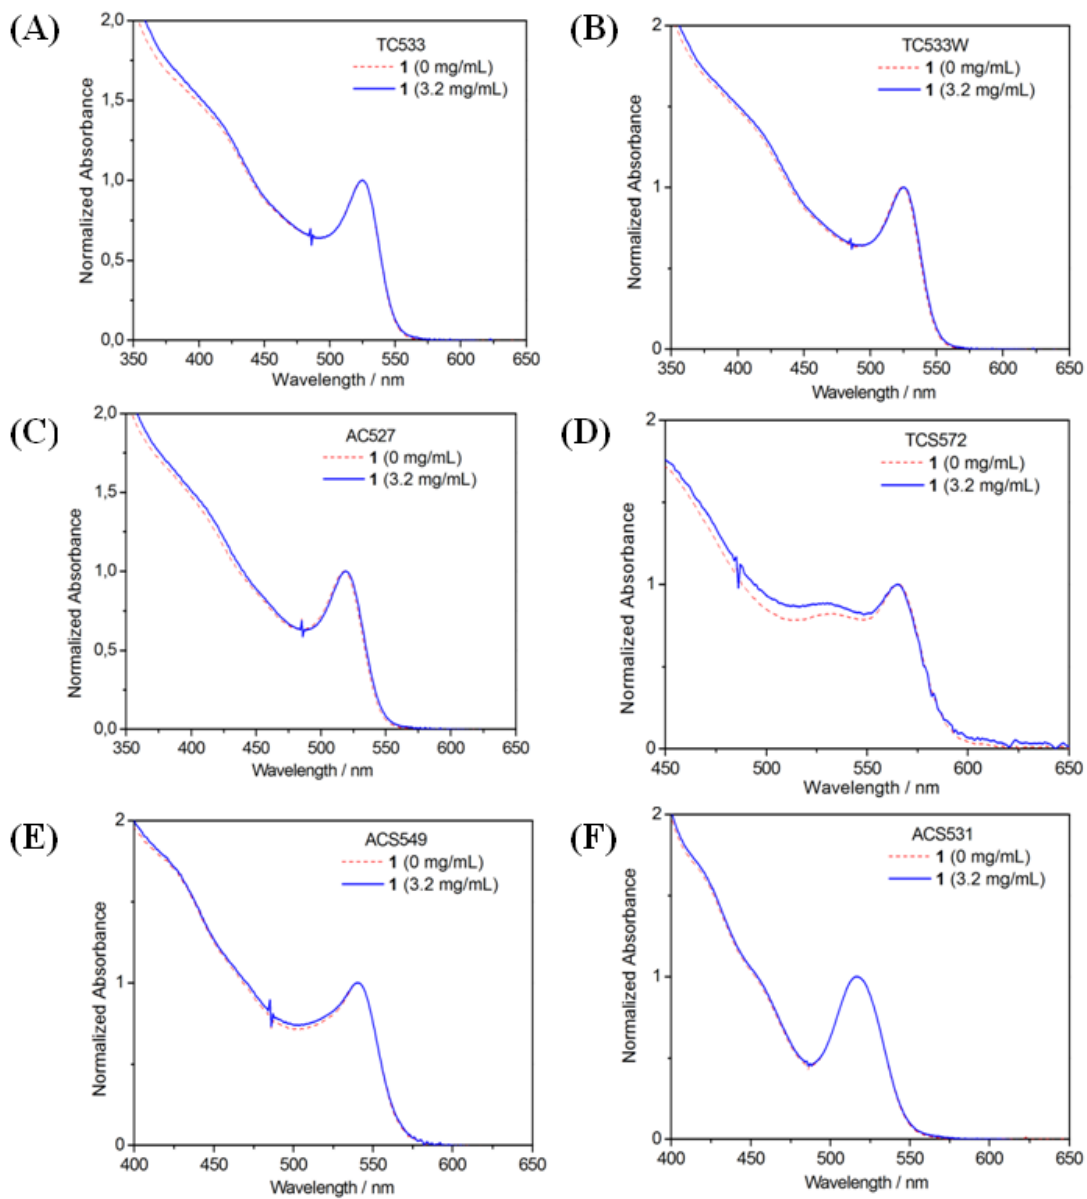 (A)
TC533
1 (0 mg/mL)
1 (3.2 mg/mL)
Normalized Absorbance
2,0
1,5
1,0
0,5
0,0
350 400 450 500 550 600 650
Wavelength / nm
(B)
TC533W
1 (0 mg/mL)
1 (3.2 mg/mL)
Normalized Absorbance
2
1
0
350 400 450 500 550 600 650
Wavelength / nm
(C)
AC527
1 (0 mg/mL)
1 (3.2 mg/mL)
Normalized Absorbance
2,0
1,5
1,0
0,5
0,0
350 400 450 500 550 600 650
Wavelength / nm
(D)
TCS572
1 (0 mg/mL)
1 (3.2 mg/mL)
Normalized Absorbance
2
1
0
450 500 550 600 650
Wavelength / nm
(E)
ACS549
1 (0 mg/mL)
1 (3.2 mg/mL)
Normalized Absorbance
2
1
0
400 450 500 550 600 650
Wavelength / nm
(F)
ACS531
1 (0 mg/mL)
1 (3.2 mg/mL)
Normalized Absorbance
2
1
0
400 450 500 550 600 650
Wavelength / nm